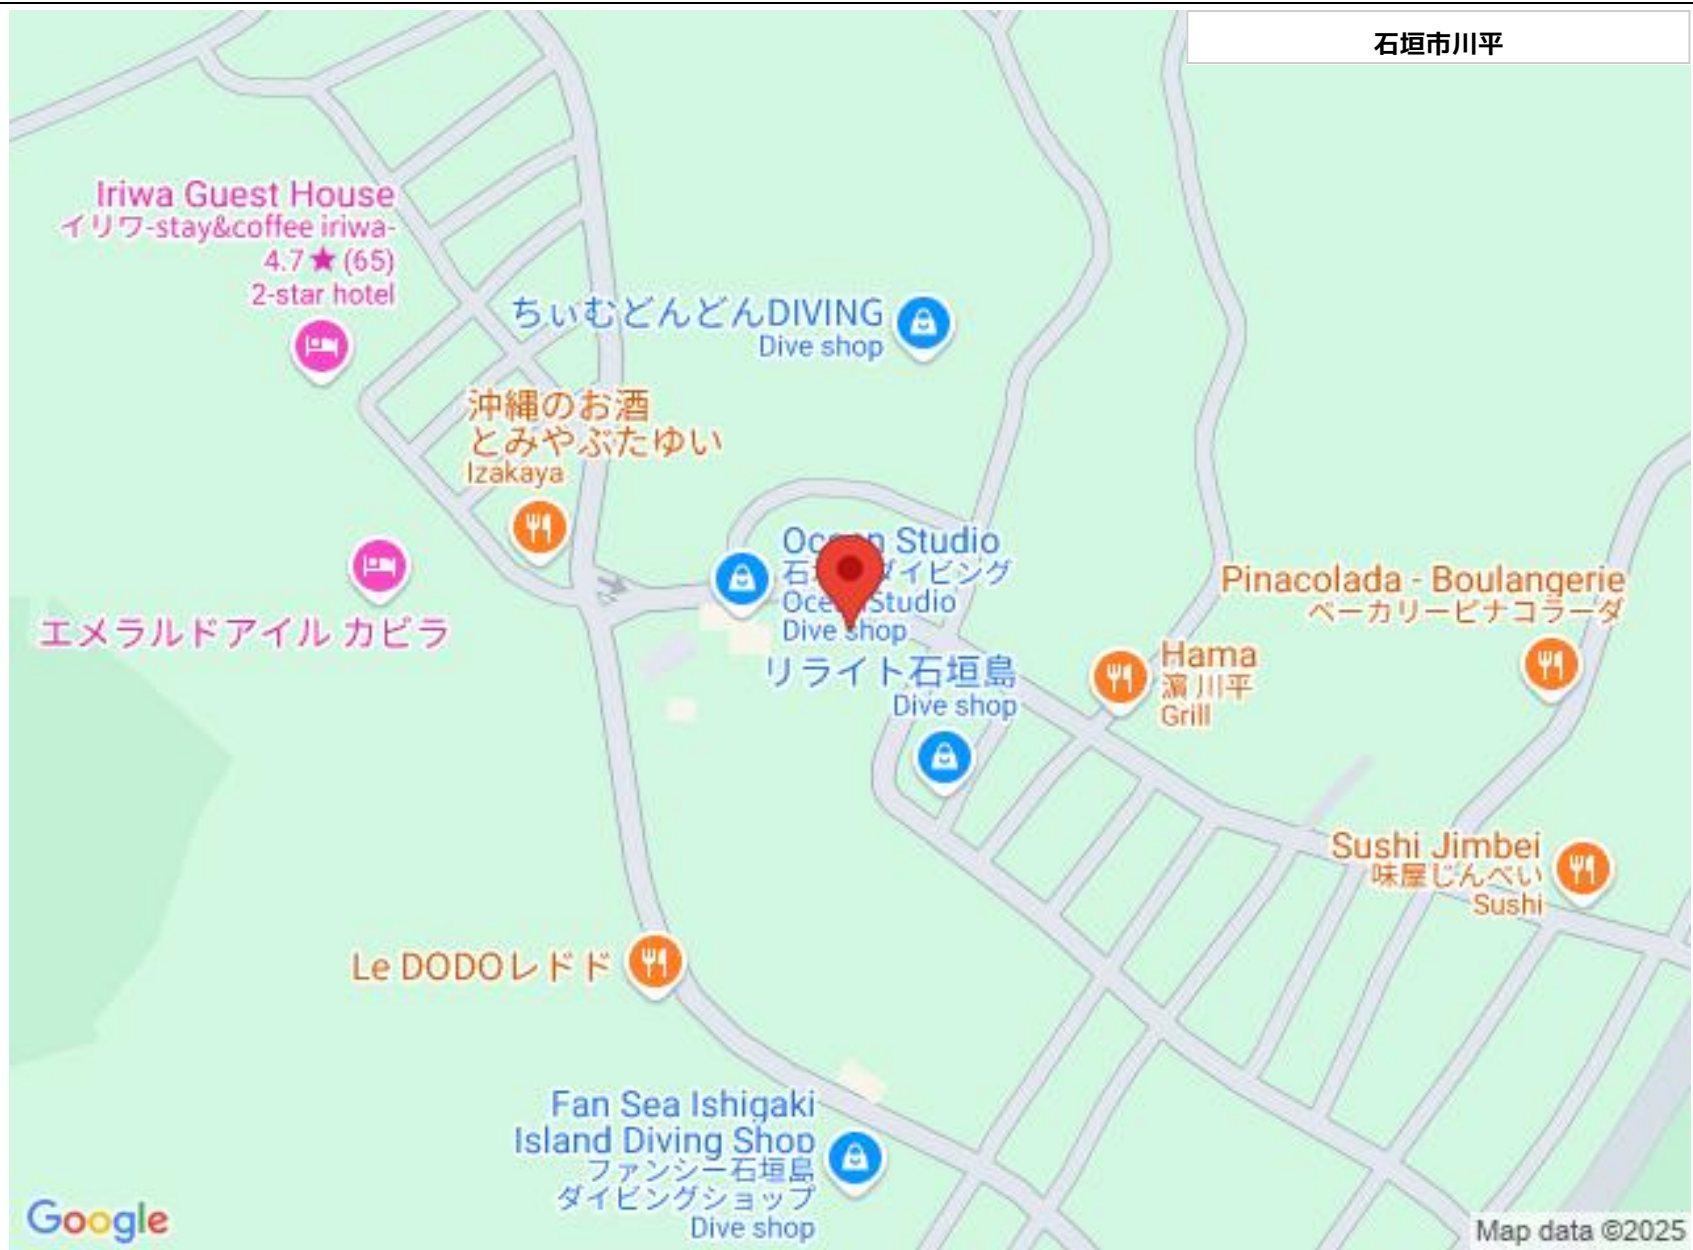 石垣市川平
Iriwa Guest House
イリワ-stay&coffee iriwa-
4.7★(65)
2-star hotel
ちぃむどんどんDIVING
Dive shop
沖縄のお酒
とみやぶたゆい
Izakaya
Studio
ダイビング
Studio
Dive shop
エメラルドアイル カビラ
リライト石垣島
Dive shop
Pinacolada - Boulangerie
ベーカリーピナコラーダ
Hama
濵 川平
Grill
Sushi Jimbei
味屋じんべい
Sushi
Le DODOレドド
Fan Sea Ishigaki
Island Diving Shop
ファンシー石垣島
ダイビングショップ
Dive shop
Google
Map data ©2025